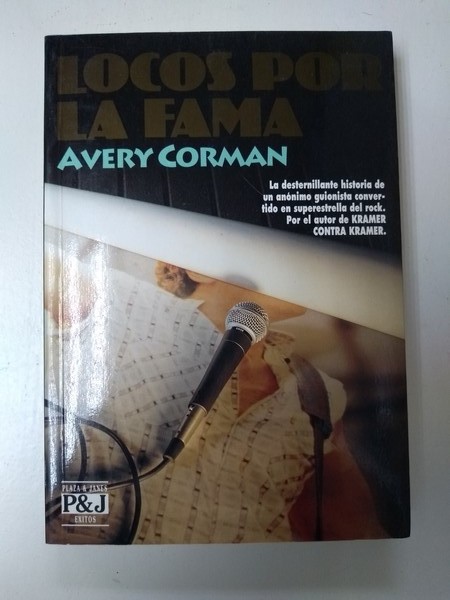 LOCOS POR
LA FAMA
AVERY CORMAN
La desternillante historia de
un anónimo guionista conver-
tido en superestrella del rock.
Por el autor de KRAMER
CONTRA KRAMER.
PLAZA & JANES
P&J
EXITOS